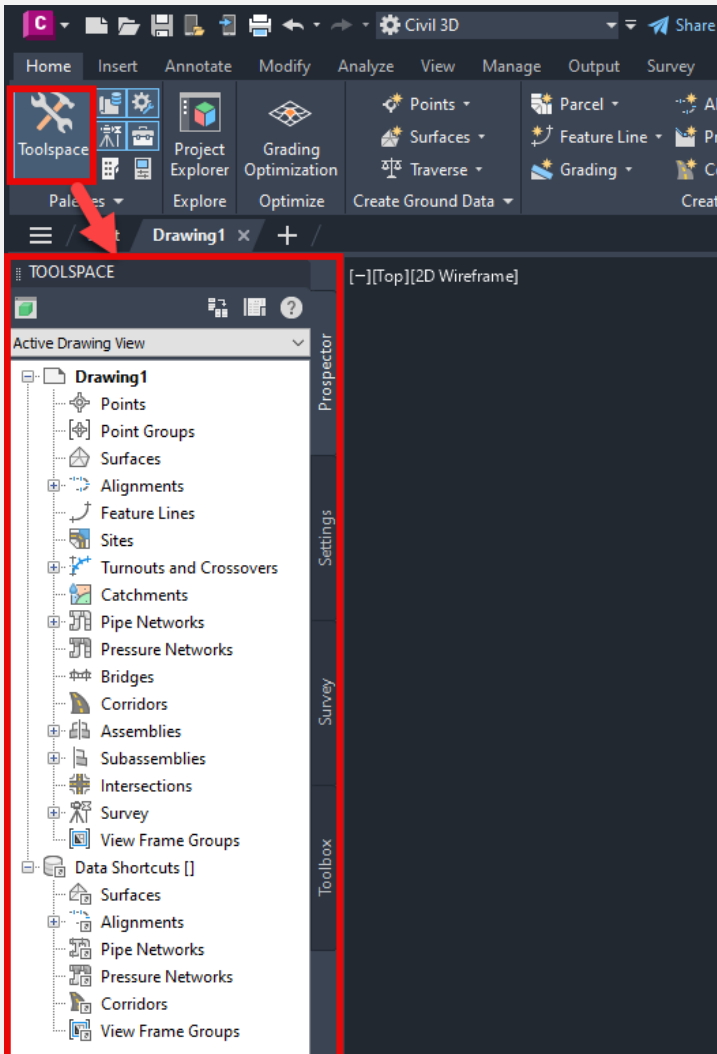 C
Civil 3D
Share
Home Insert Annotate Modify Analyze View Manage Output Survey
Toolspace
Project Explorer
Grading Optimization
Points
Surfaces
Traverse
Parcel
Feature Line
Grading
Explore
Optimize
Create Ground Data
Drawing1
TOOLSPACE
[−][Top][2D Wireframe]
Active Drawing View
Drawing1
Points
Point Groups
Surfaces
Alignments
Feature Lines
Sites
Turnouts and Crossovers
Catchments
Pipe Networks
Pressure Networks
Bridges
Corridors
Assemblies
Subassemblies
Intersections
Survey
View Frame Groups
Data Shortcuts []
Surfaces
Alignments
Pipe Networks
Pressure Networks
Corridors
View Frame Groups
Prospector
Settings
Survey
Toolbox